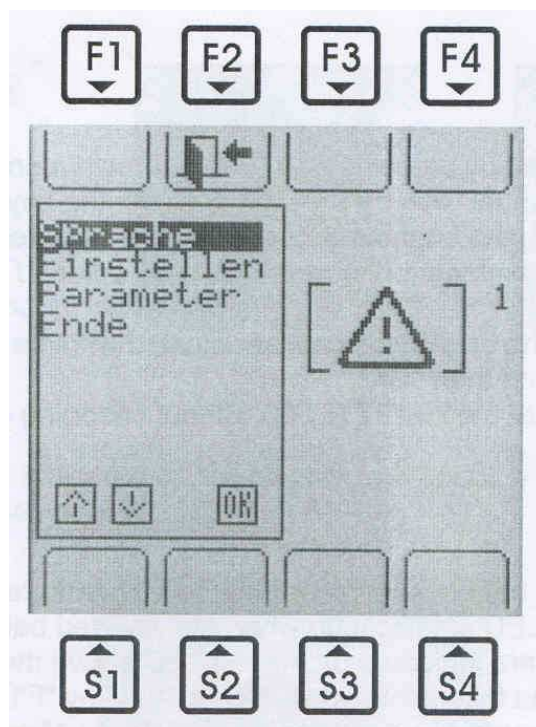 F1 F2 F3 F4
Sprache
Einstellen
Parameter
Ende
1
OK
S1 S2 S3 S4